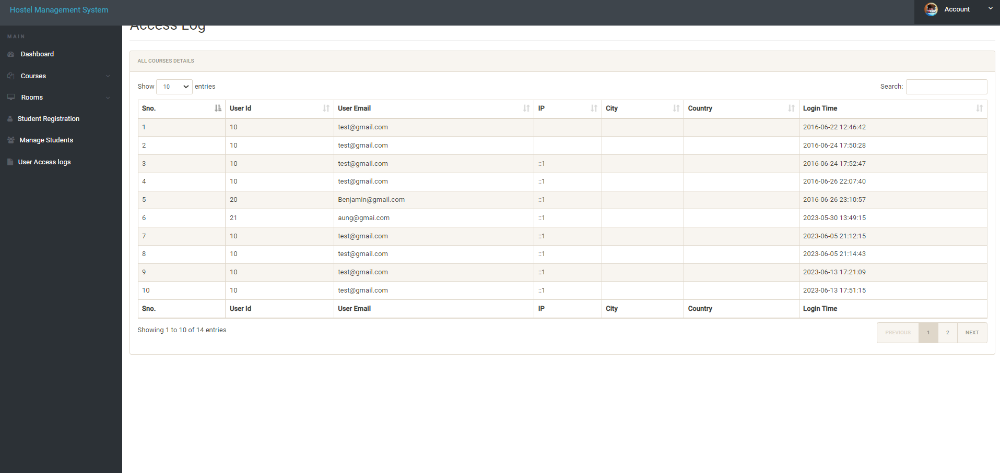 Hostel Management System
Account
MAIN
Dashboard
Courses
Rooms
Student Registration
Manage Students
User Access logs
Access Log
ALL COURSES DETAILS
Show 10 entries
Search:
Sno. User Id User Email IP City Country Login Time
1 10 test@gmail.com 2016-06-22 12:46:42
2 10 test@gmail.com 2016-06-24 17:50:28
3 10 test@gmail.com ::1 2016-06-24 17:52:47
4 10 test@gmail.com ::1 2016-06-26 22:07:40
5 20 Benjamin@gmail.com ::1 2016-06-26 23:10:57
6 21 aung@gmai.com ::1 2023-05-30 13:49:15
7 10 test@gmail.com ::1 2023-06-05 21:12:15
8 10 test@gmail.com ::1 2023-06-05 21:14:43
9 10 test@gmail.com ::1 2023-06-13 17:21:09
10 10 test@gmail.com ::1 2023-06-13 17:51:15
Sno. User Id User Email IP City Country Login Time
Showing 1 to 10 of 14 entries
PREVIOUS 1 2 NEXT